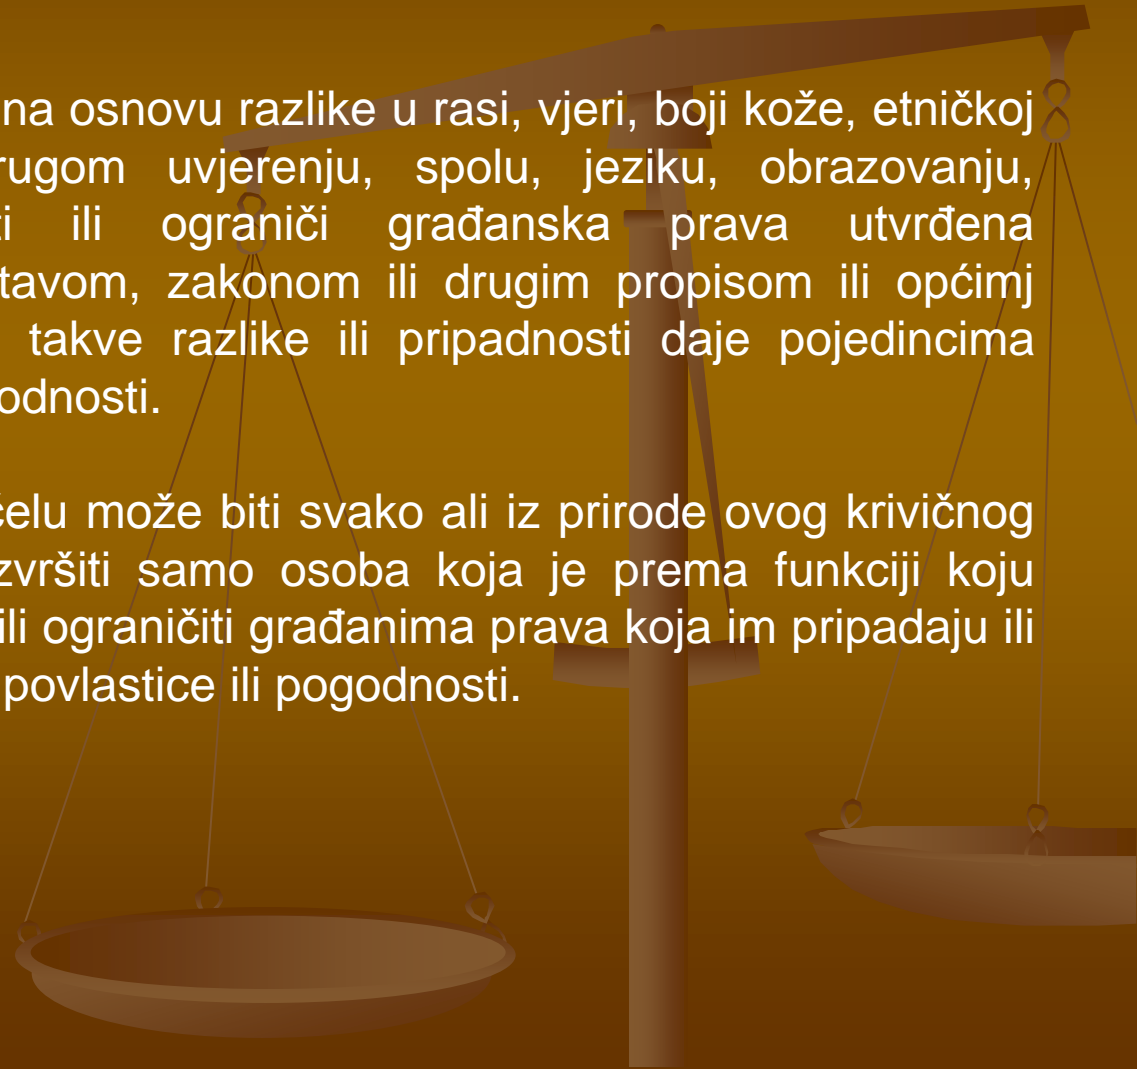 na osnovu razlike u rasi, vjeri, boji kože, etničkoj
rugom uvjerenju, spolu, jeziku, obrazovanju,
ti ili ograniči građanska prava utvrđena
tavom, zakonom ili drugim propisom ili općimj
takve razlike ili pripadnosti daje pojedincima
odnosti.
čelu može biti svako ali iz prirode ovog krivičnog
zvršiti samo osoba koja je prema funkciji koju
ili ograničiti građanima prava koja im pripadaju ili
povlastice ili pogodnosti.